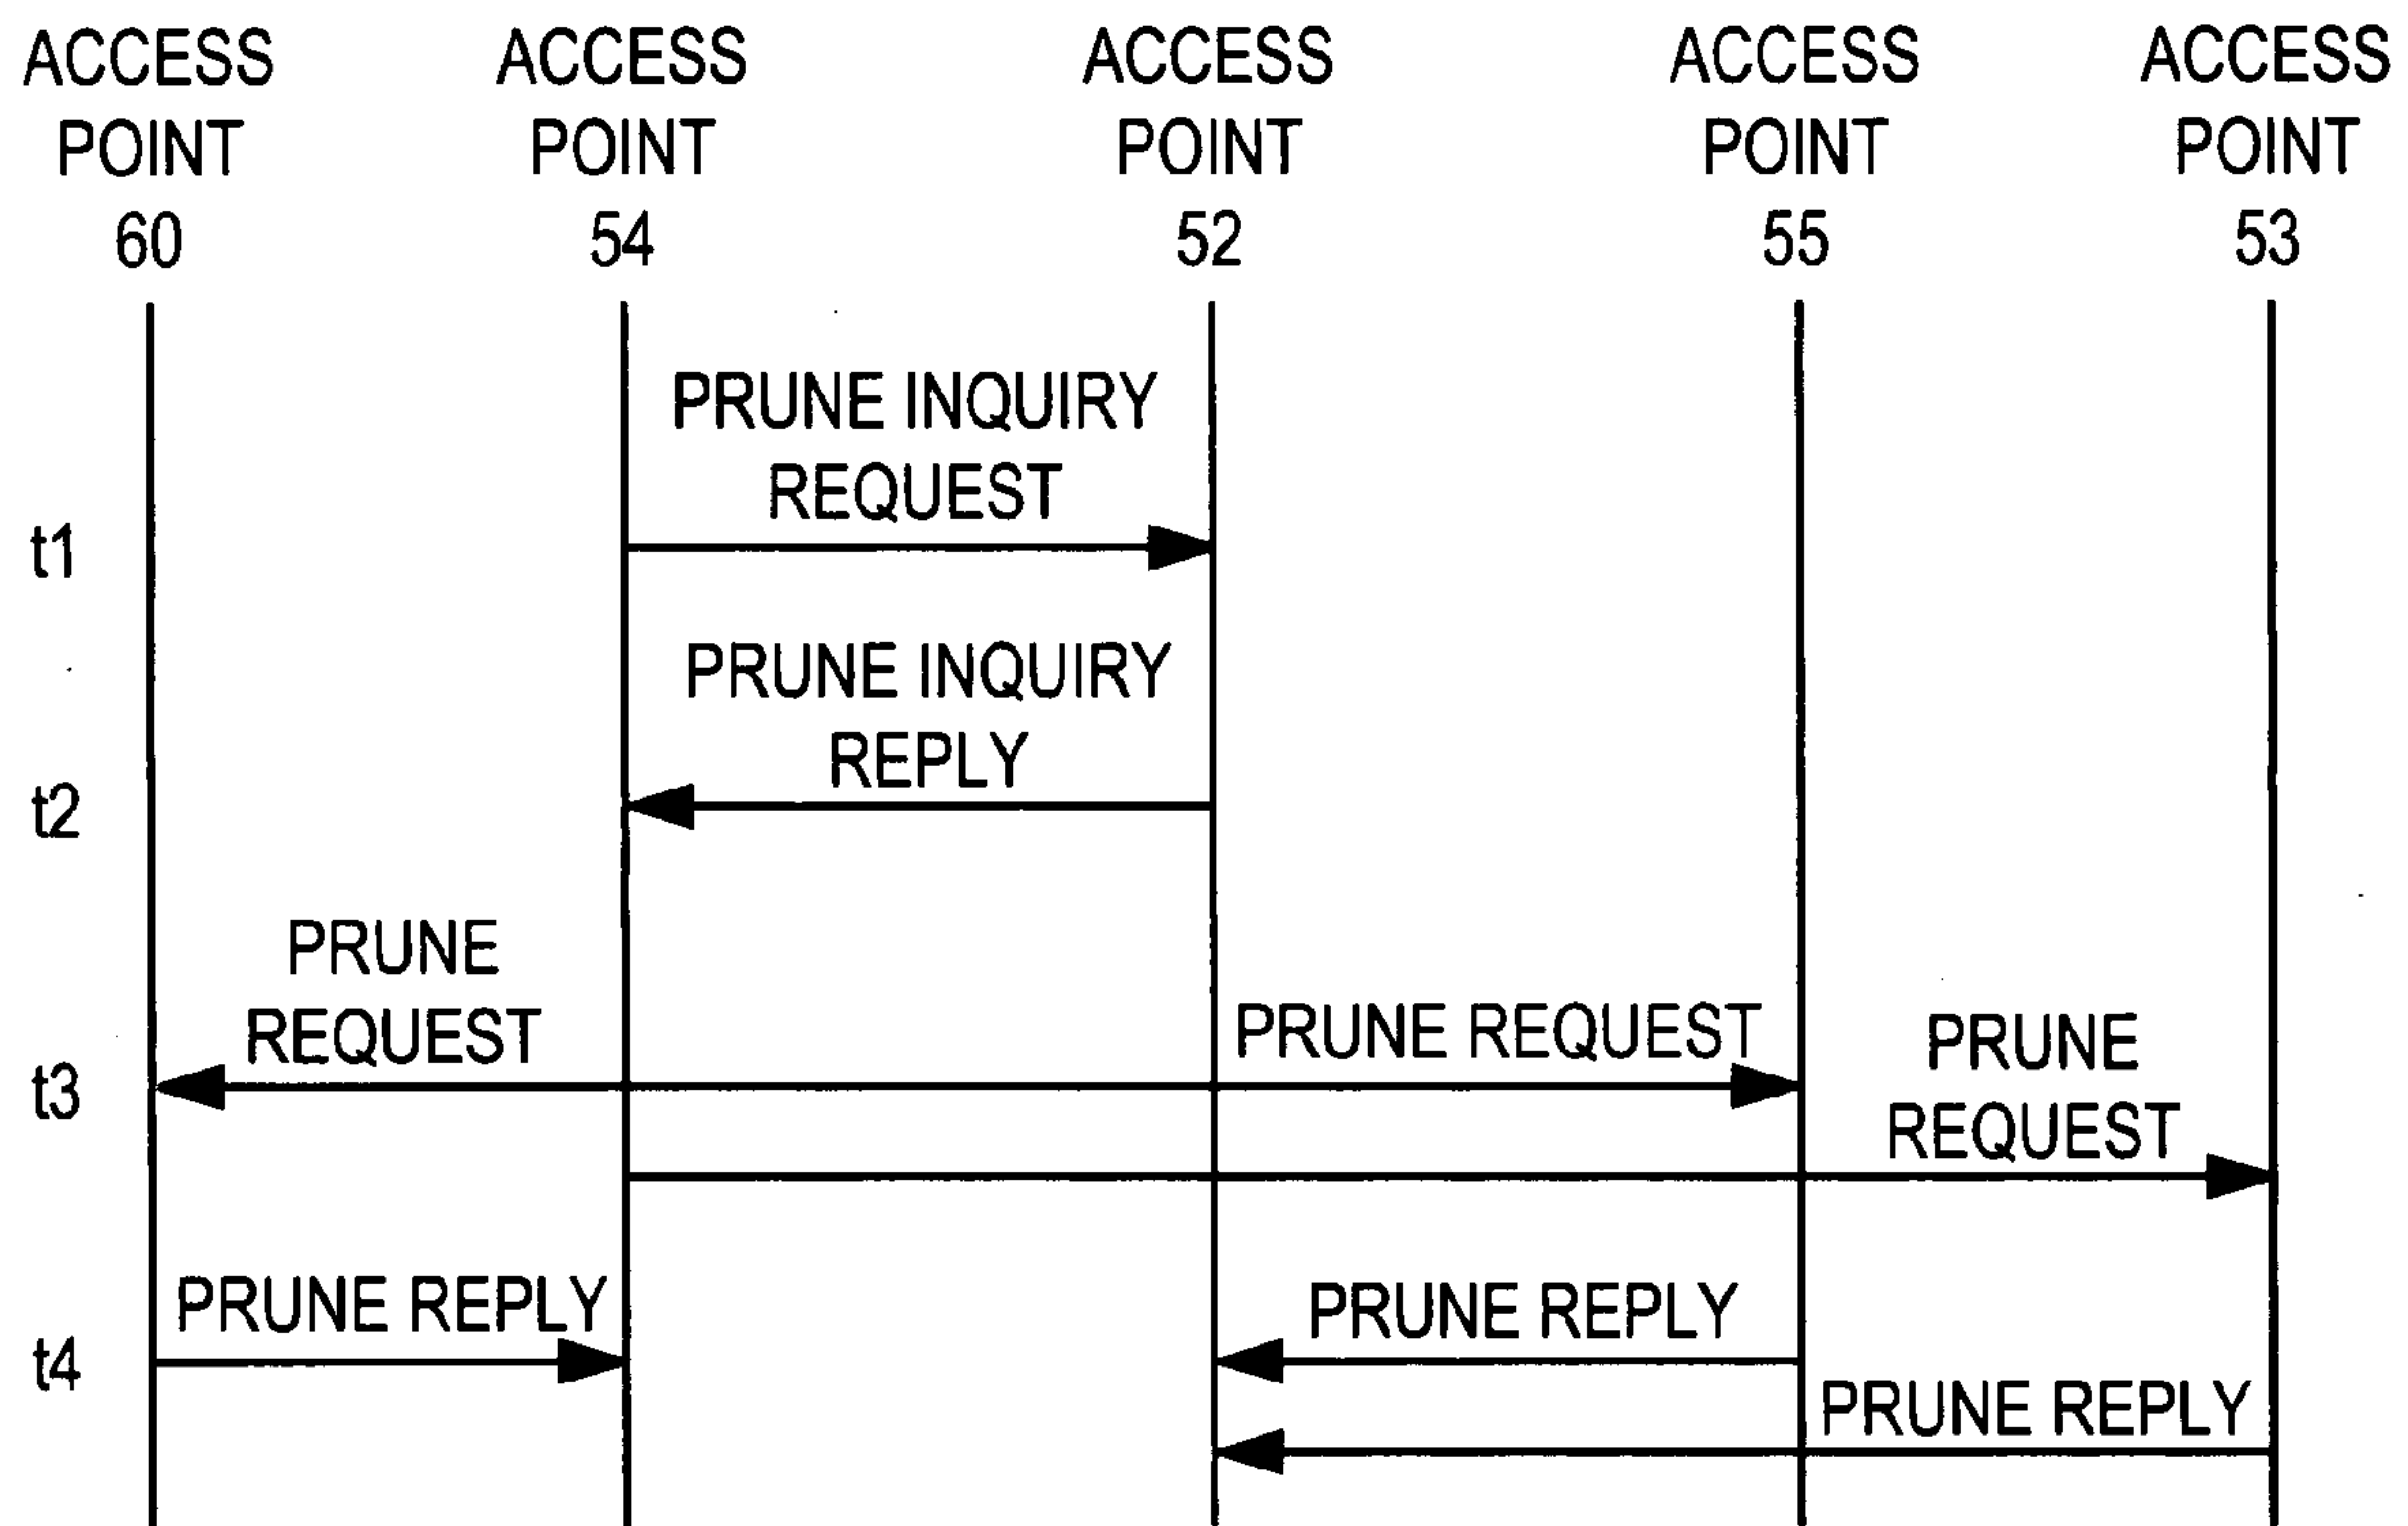 ACCESS ACCESS ACCESS ACCESS ACCESS
POINT POINT POINT POINT POINT
60 54 52 55 53
PRUNE INQUIRY
REQUEST
t1
PRUNE INQUIRY
REPLY
t2
PRUNE
REQUEST
PRUNE REQUEST
PRUNE
REQUEST
t3
PRUNE REPLY
PRUNE REPLY
t4
PRUNE REPLY